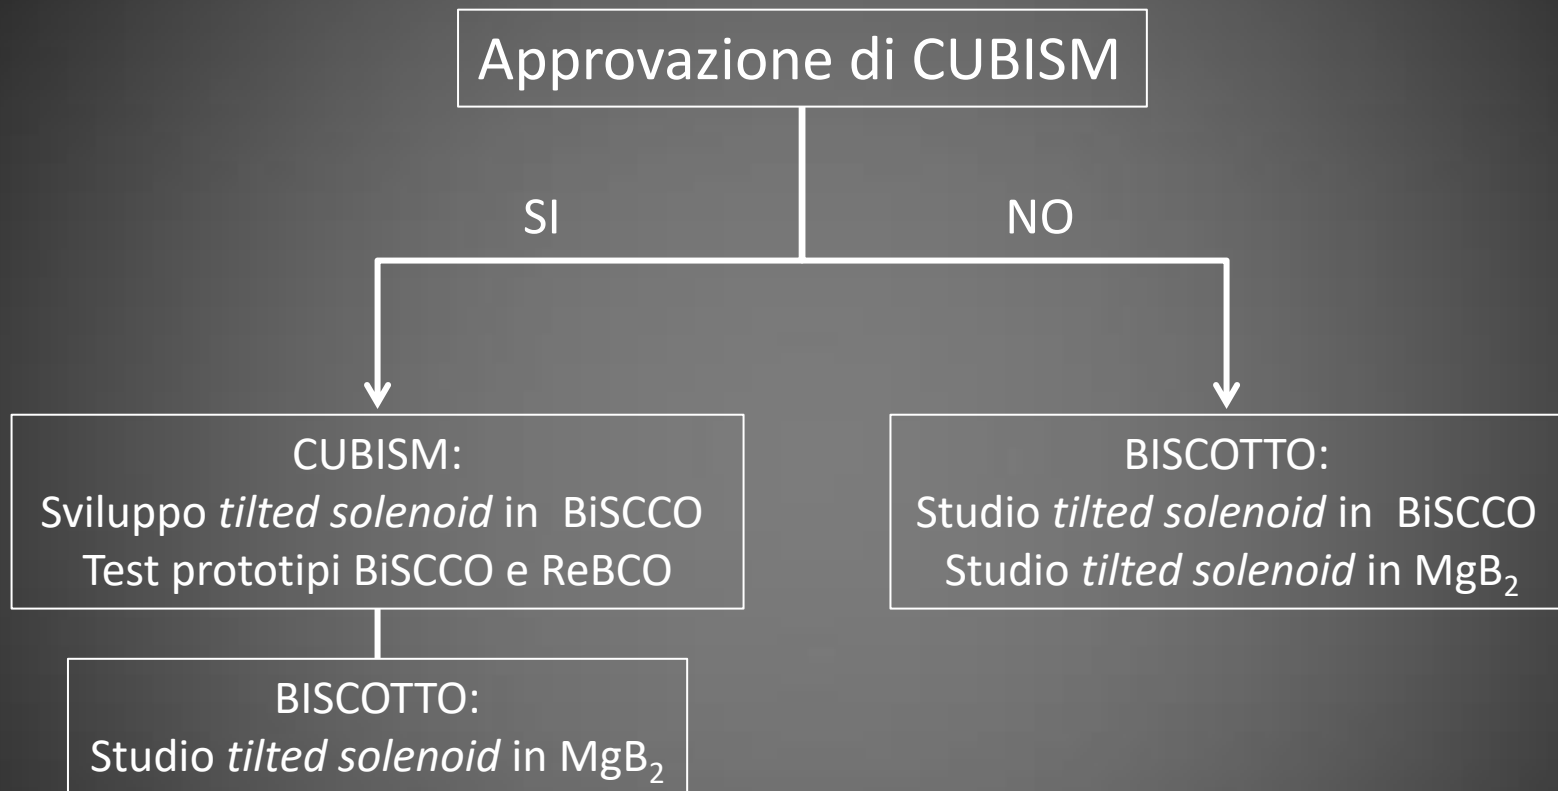 Approvazione di CUBISM
SI
NO
CUBISM:
Sviluppo tilted solenoid in BiSCCO
Test prototipi BiSCCO e ReBCO
BISCOTTO:
Studio tilted solenoid in BiSCCO
Studio tilted solenoid in MgB₂
BISCOTTO:
Studio tilted solenoid in MgB₂